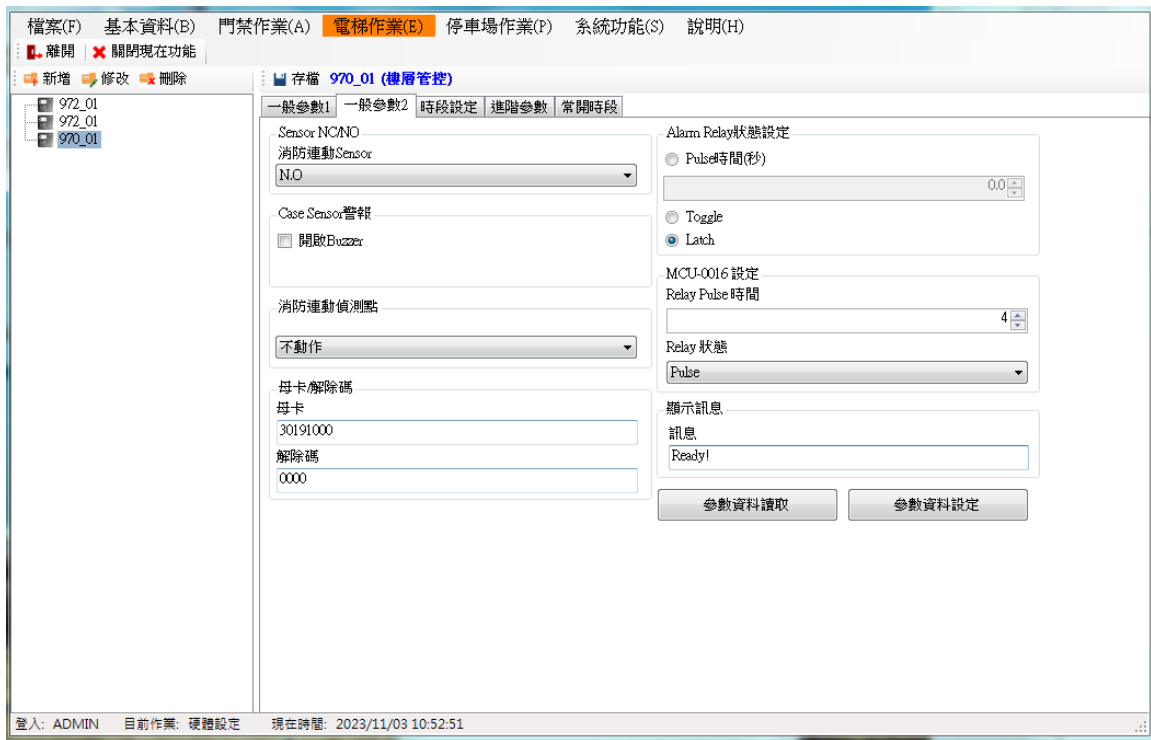 檔案(F) 基本資料(B) 門禁作業(A) 電梯作業(E) 停車場作業(P) 系統功能(S) 說明(H)
離開 關閉現在功能
新增 修改 刪除
存檔 970_01 (樓層管控)
972_01
972_01
970_01
一般參數1 一般參數2 時段設定 進階參數 常開時段
Sensor NC/NO
消防連動Sensor
N.O
Case Sensor警報
開啟Buzzer
消防連動偵測點
不動作
母卡/解除碼
母卡
30191000
解除碼
0000
Alarm Relay狀態設定
Pulse時間(秒)
0.0
Toggle
Latch
MCU-0016 設定
Relay Pulse 時間
4
Relay 狀態
Pulse
顯示訊息
訊息
Ready!
參數資料讀取 參數資料設定
登入: ADMIN 目前作業: 硬體設定 現在時間: 2023/11/03 10:52:51